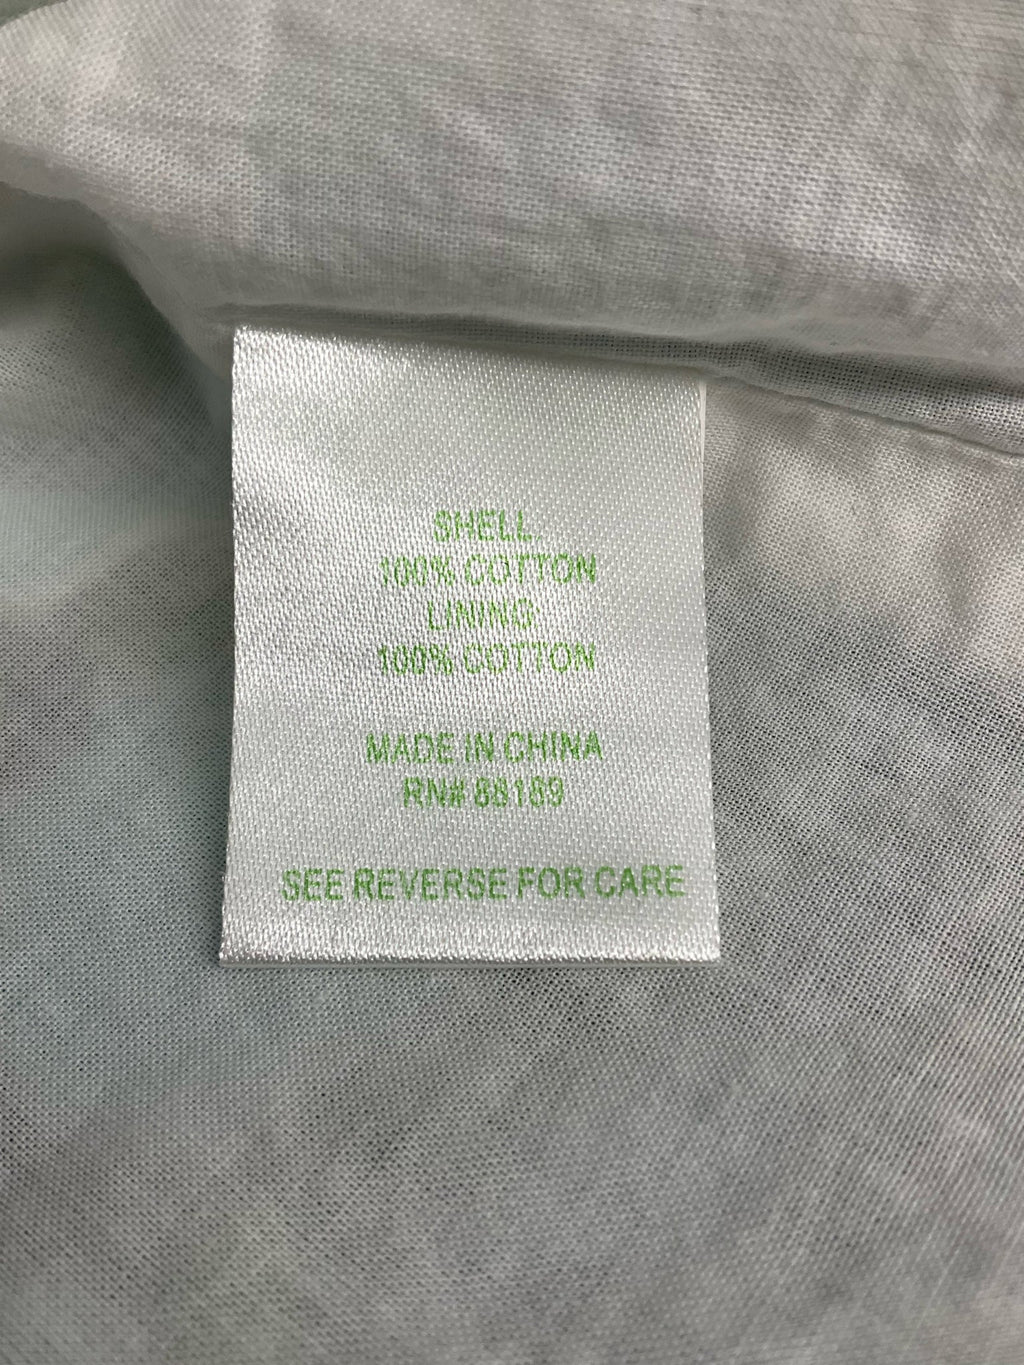 SHELL
100% COTTON
LINING
100% COTTON
MADE IN CHINA
RN# 88189
SEE REVERSE FOR CARE